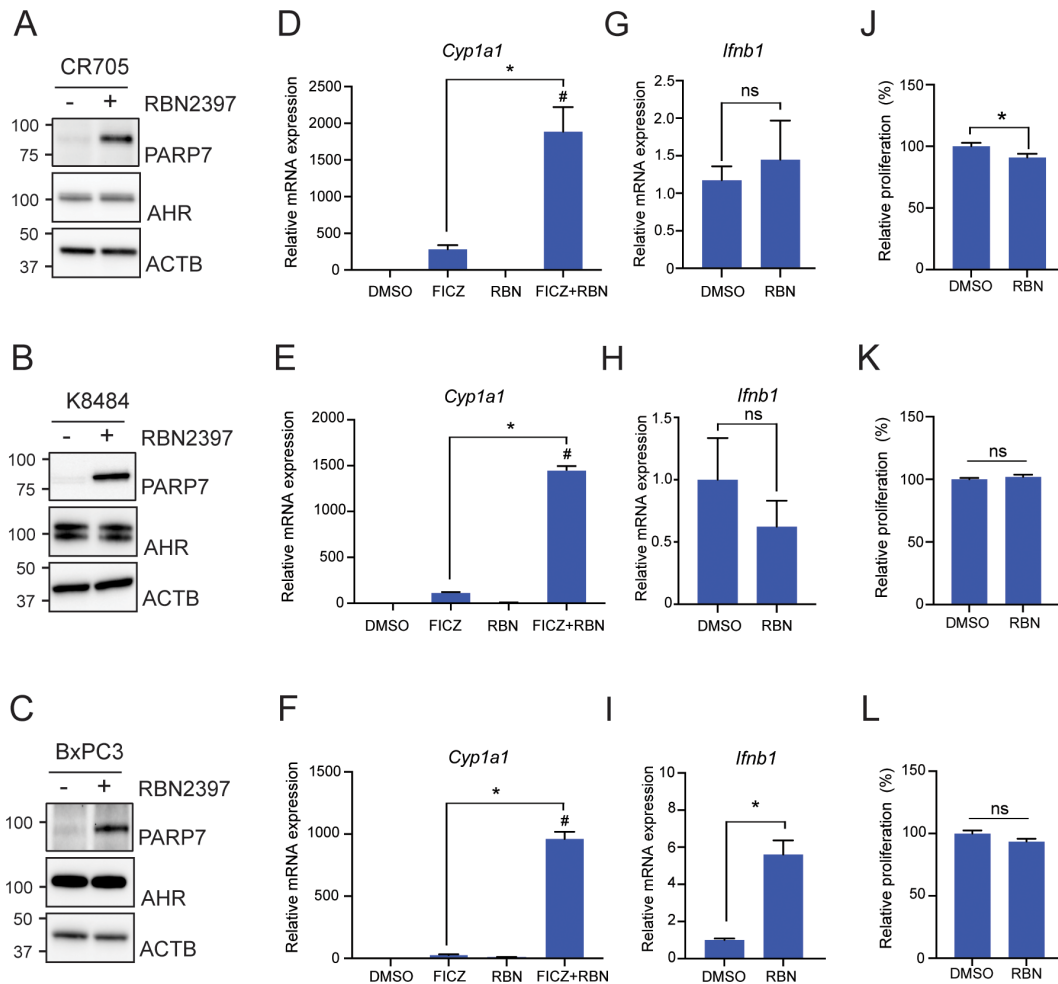 A
CR705
- + RBN2397
100
75
PARP7
100
AHR
50
37
ACTB
D
Cyp1a1
*
#
Relative mRNA expression
2500
2000
1500
1000
500
0
DMSO FICZ RBN FICZ+RBN
G
Ifnb1
ns
Relative mRNA expression
2.5
2.0
1.5
1.0
0.5
0.0
DMSO RBN
J
*
Relative proliferation (%)
150
100
50
0
DMSO RBN
B
K8484
- + RBN2397
100
75
PARP7
100
AHR
50
37
ACTB
E
Cyp1a1
*
#
Relative mRNA expression
2000
1500
1000
500
0
DMSO FICZ RBN FICZ+RBN
H
Ifnb1
ns
Relative mRNA expression
1.5
1.0
0.5
0.0
DMSO RBN
K
ns
Relative proliferation (%)
150
100
50
0
DMSO RBN
C
BxPC3
- + RBN2397
100
PARP7
100
AHR
50
37
ACTB
F
Cyp1a1
*
#
Relative mRNA expression
1500
1000
500
0
DMSO FICZ RBN FICZ+RBN
I
Ifnb1
*
Relative mRNA expression
10
8
6
4
2
0
DMSO RBN
L
ns
Relative proliferation (%)
150
100
50
0
DMSO RBN